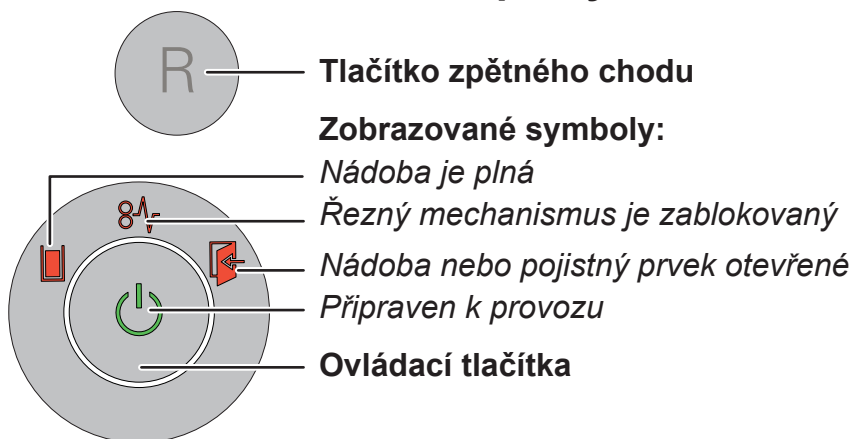 R
Tlačítko zpětného chodu
Zobrazované symboly:
Nádoba je plná
Řezný mechanismus je zablokovaný
Nádoba nebo pojistný prvek otevřené
Připraven k provozu
Ovládací tlačítka